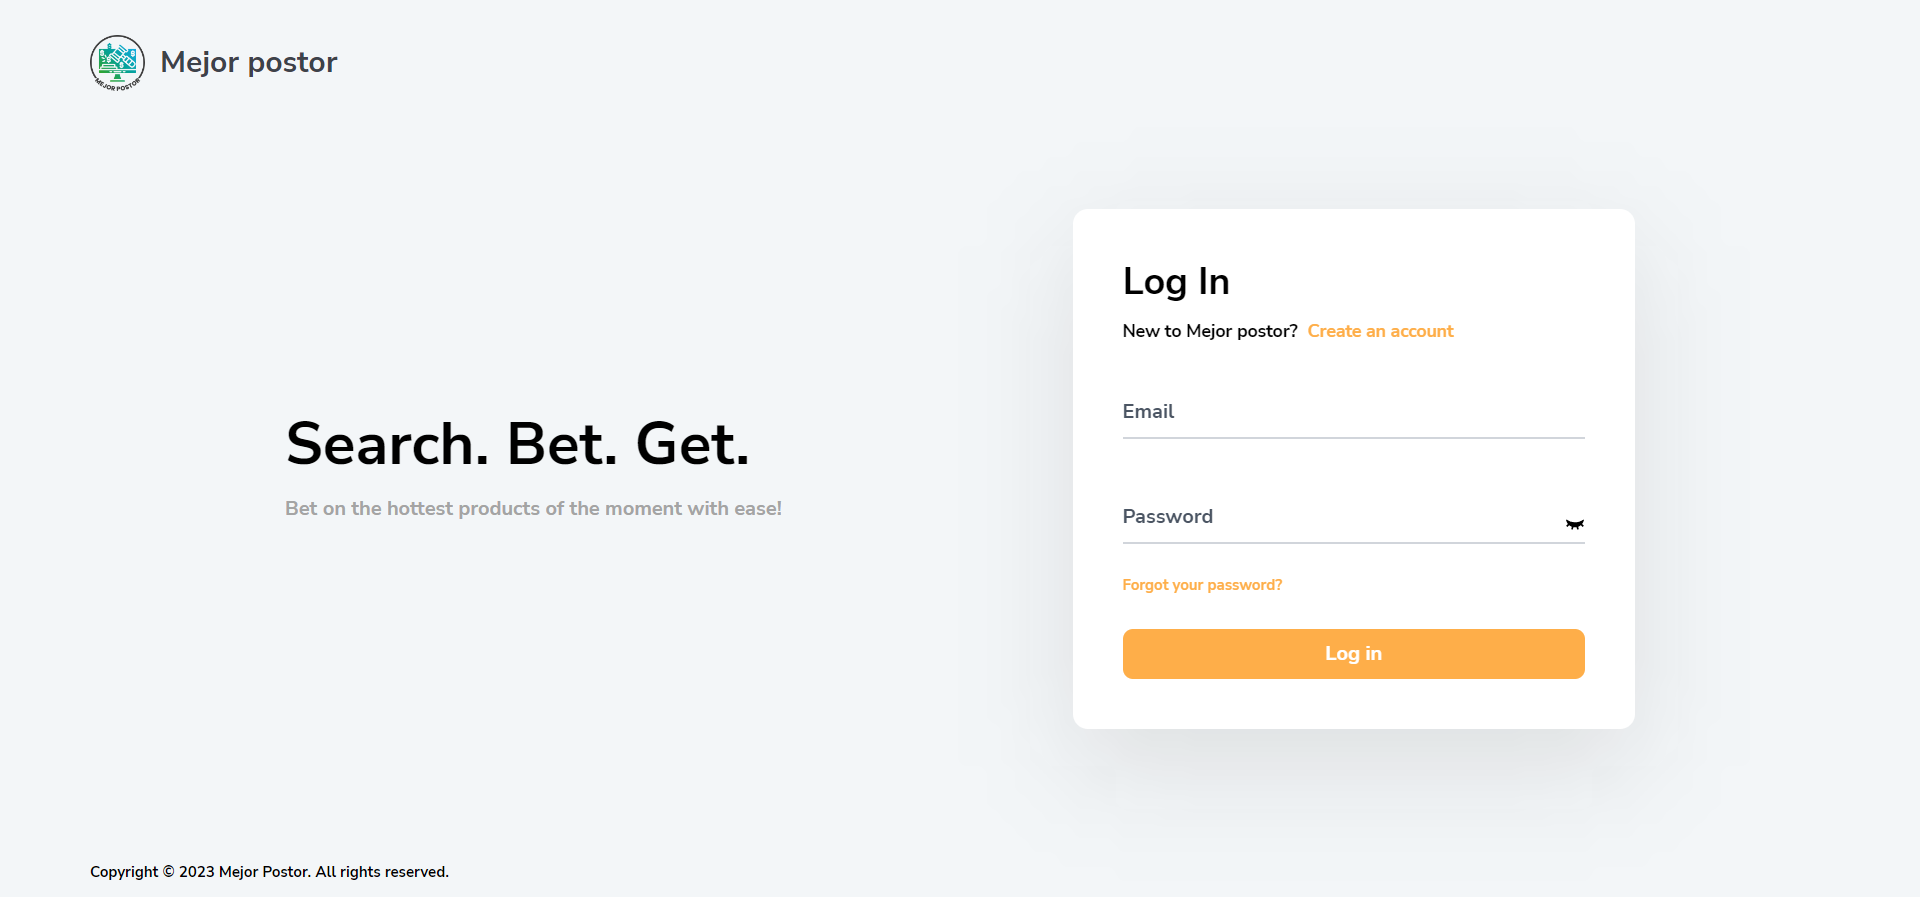 MEJOR POSTOR
Mejor postor
Log In
New to Mejor postor? Create an account
Email
Search. Bet. Get.
Bet on the hottest products of the moment with ease!
Password
Forgot your password?
Log in
Copyright © 2023 Mejor Postor. All rights reserved.